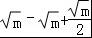 √m − √m + √m/2